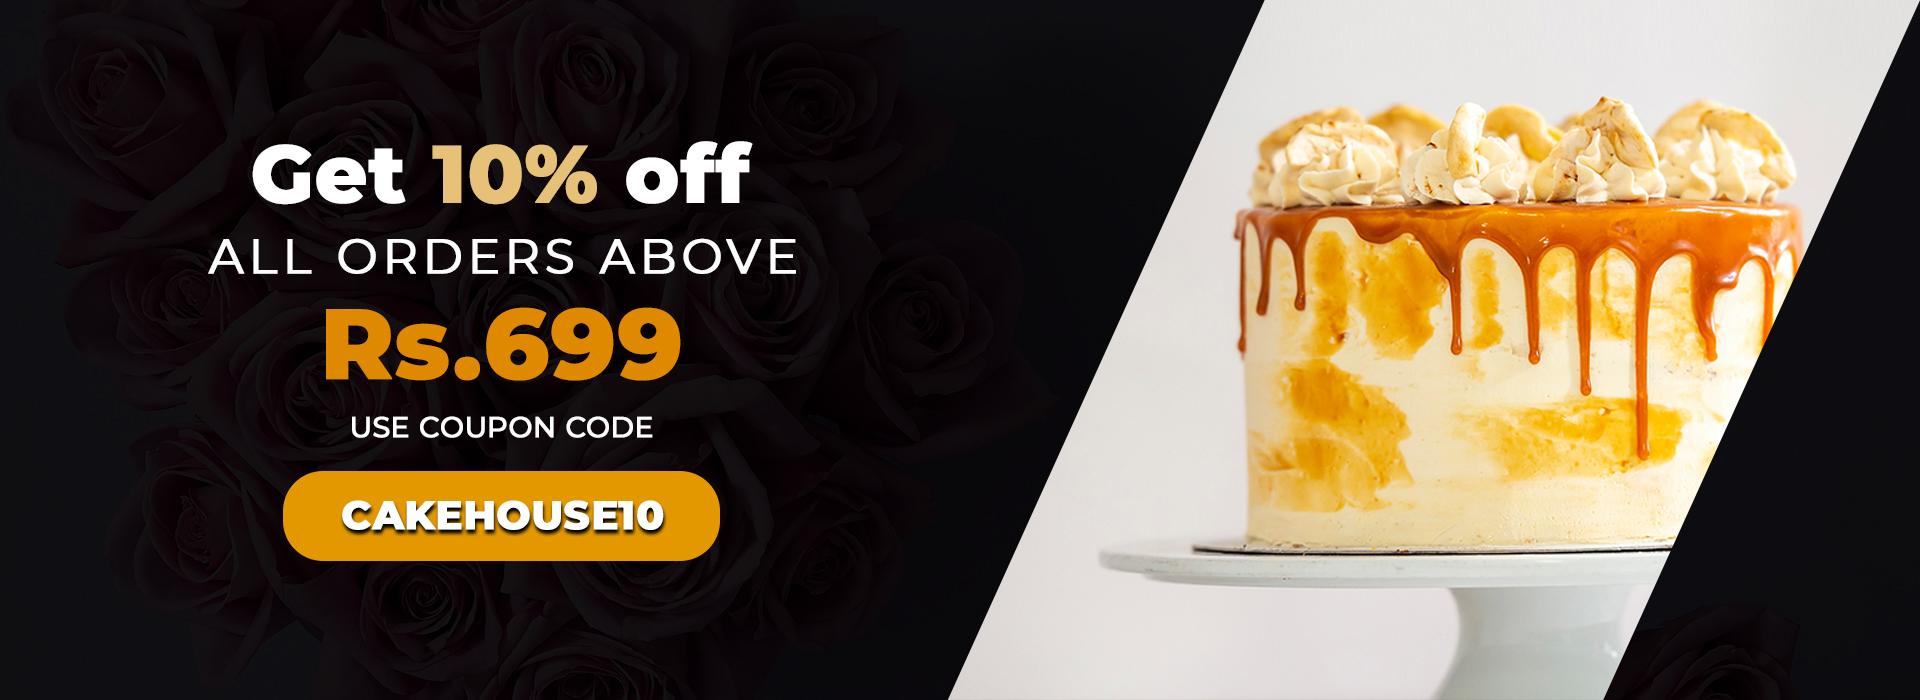 Get 10% off
ALL ORDERS ABOVE
Rs.699
USE COUPON CODE
CAKEHOUSE10